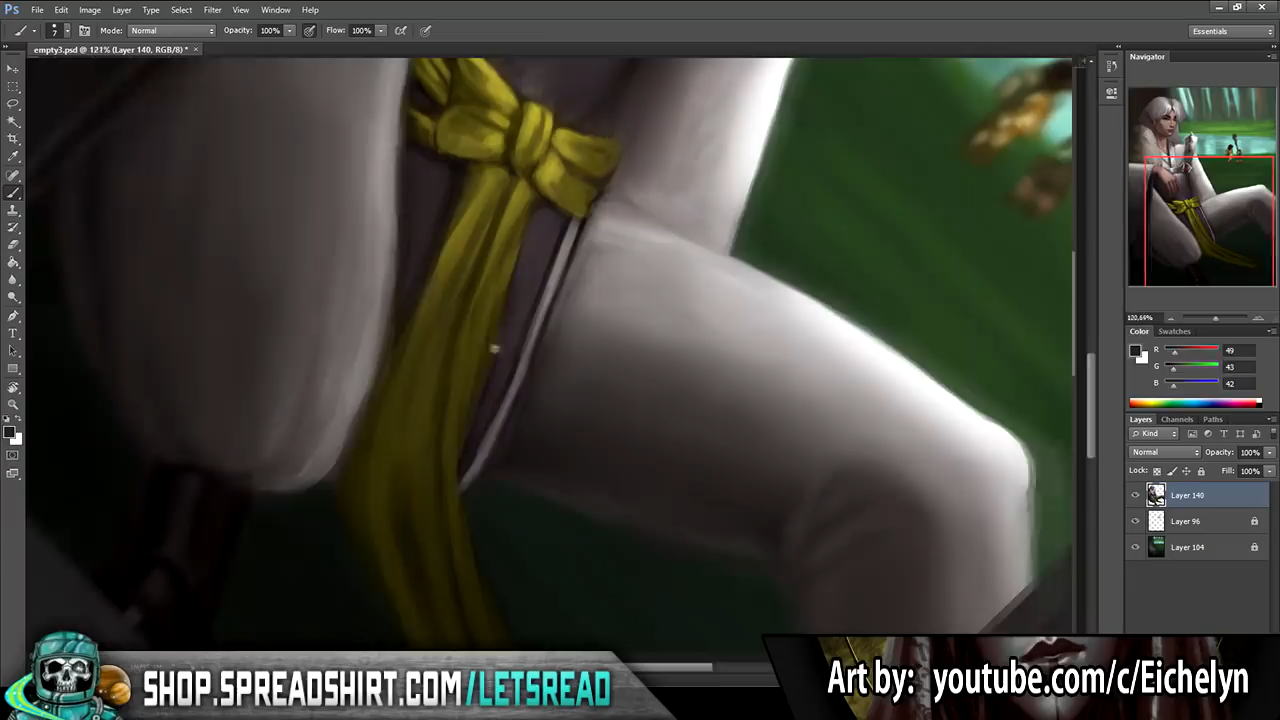 Ps File Edit Image Layer Type Select Filter View Window Help
7 Mode: Normal Opacity: 100% Flow: 100% Essentials
empty3.psd @ 121% (Layer 140, RGB/8) * ×
Navigator
120.69%
Color Swatches
R 49
G 43
B 42
Layers Channels Paths
Kind
Normal Opacity: 100%
Lock: Fill: 100%
Layer 140
Layer 96
Layer 104
SHOP.SPREADSHIRT.COM/LETSREAD
Art by: youtube.com/c/Eichelyn